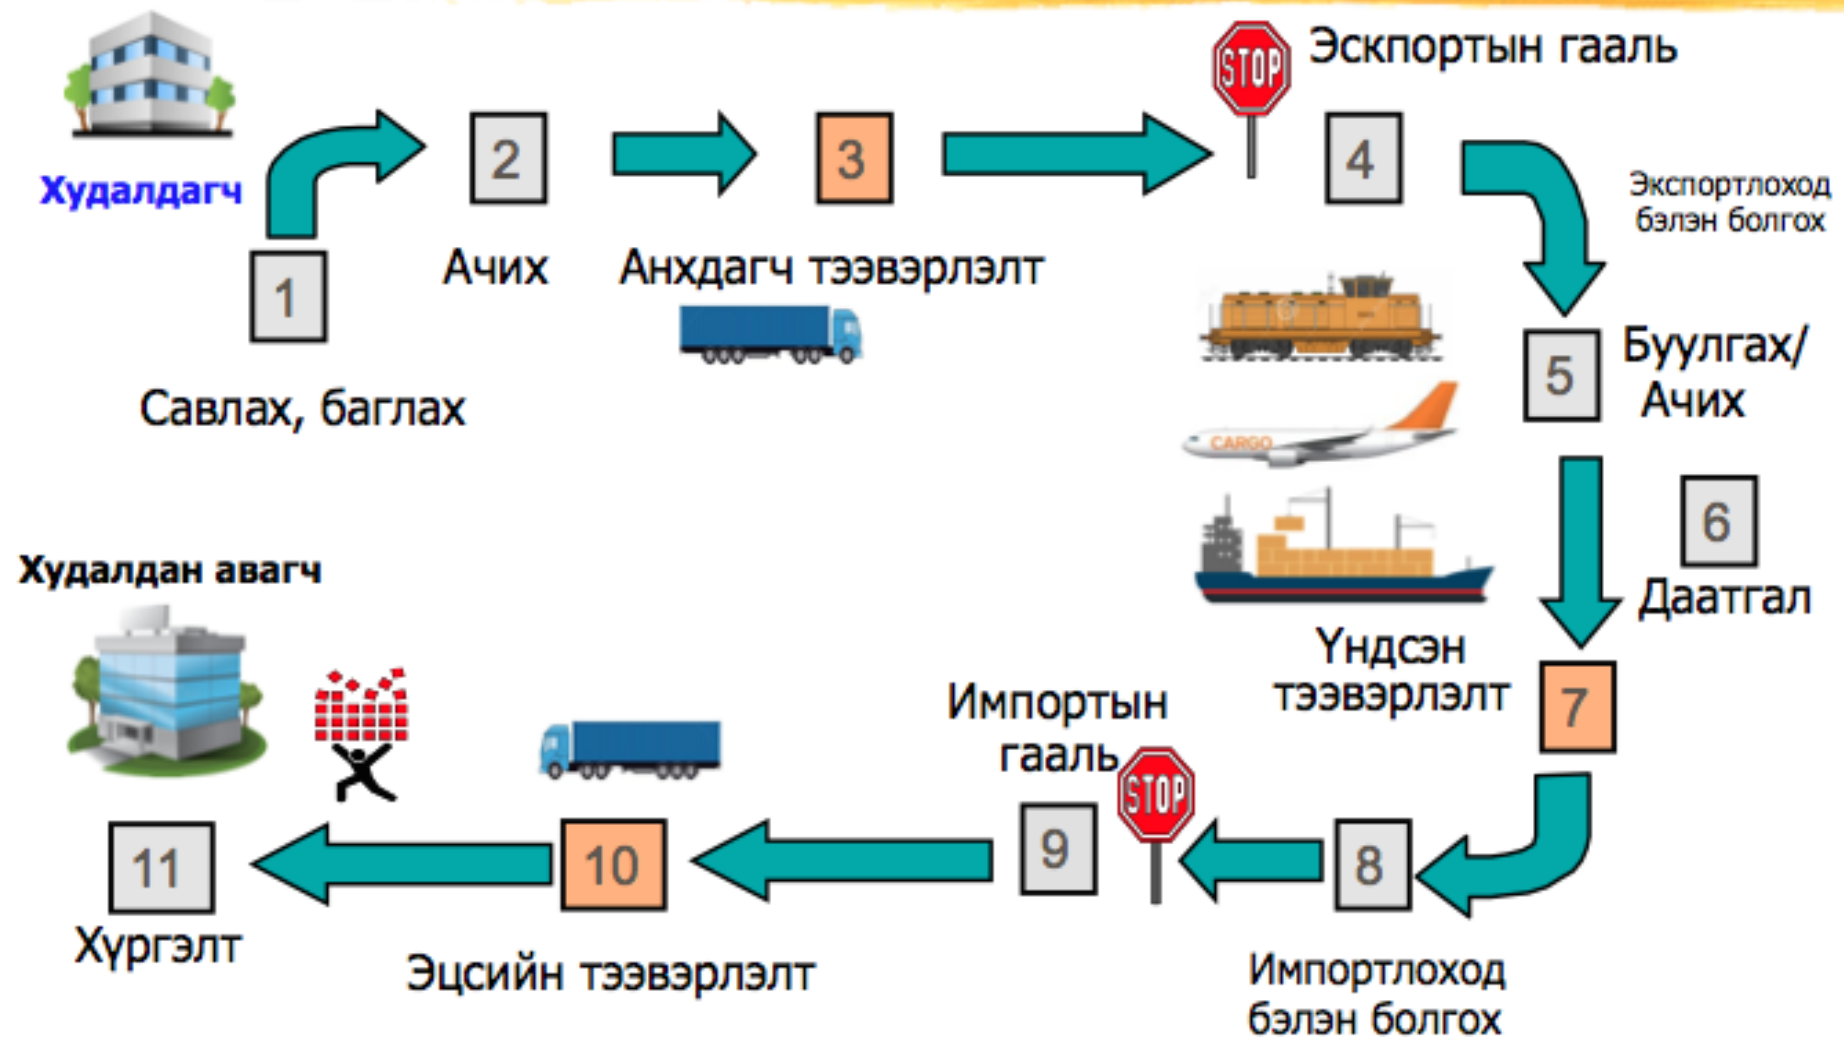 STOP
Эскпортын гааль
2
3
4
Худалдагч
Экспортлоход
бэлэн болгох
Ачих
Анхдагч тээвэрлэлт
1
Савлах, баглах
5
Буулгах/
Ачих
CARGO
6
Даатгал
Үндсэн
тээвэрлэлт
7
Худалдан авагч
Импортын
гааль
STOP
11
10
9
8
Хүргэлт
Эцсийн тээвэрлэлт
Импортлоход
бэлэн болгох